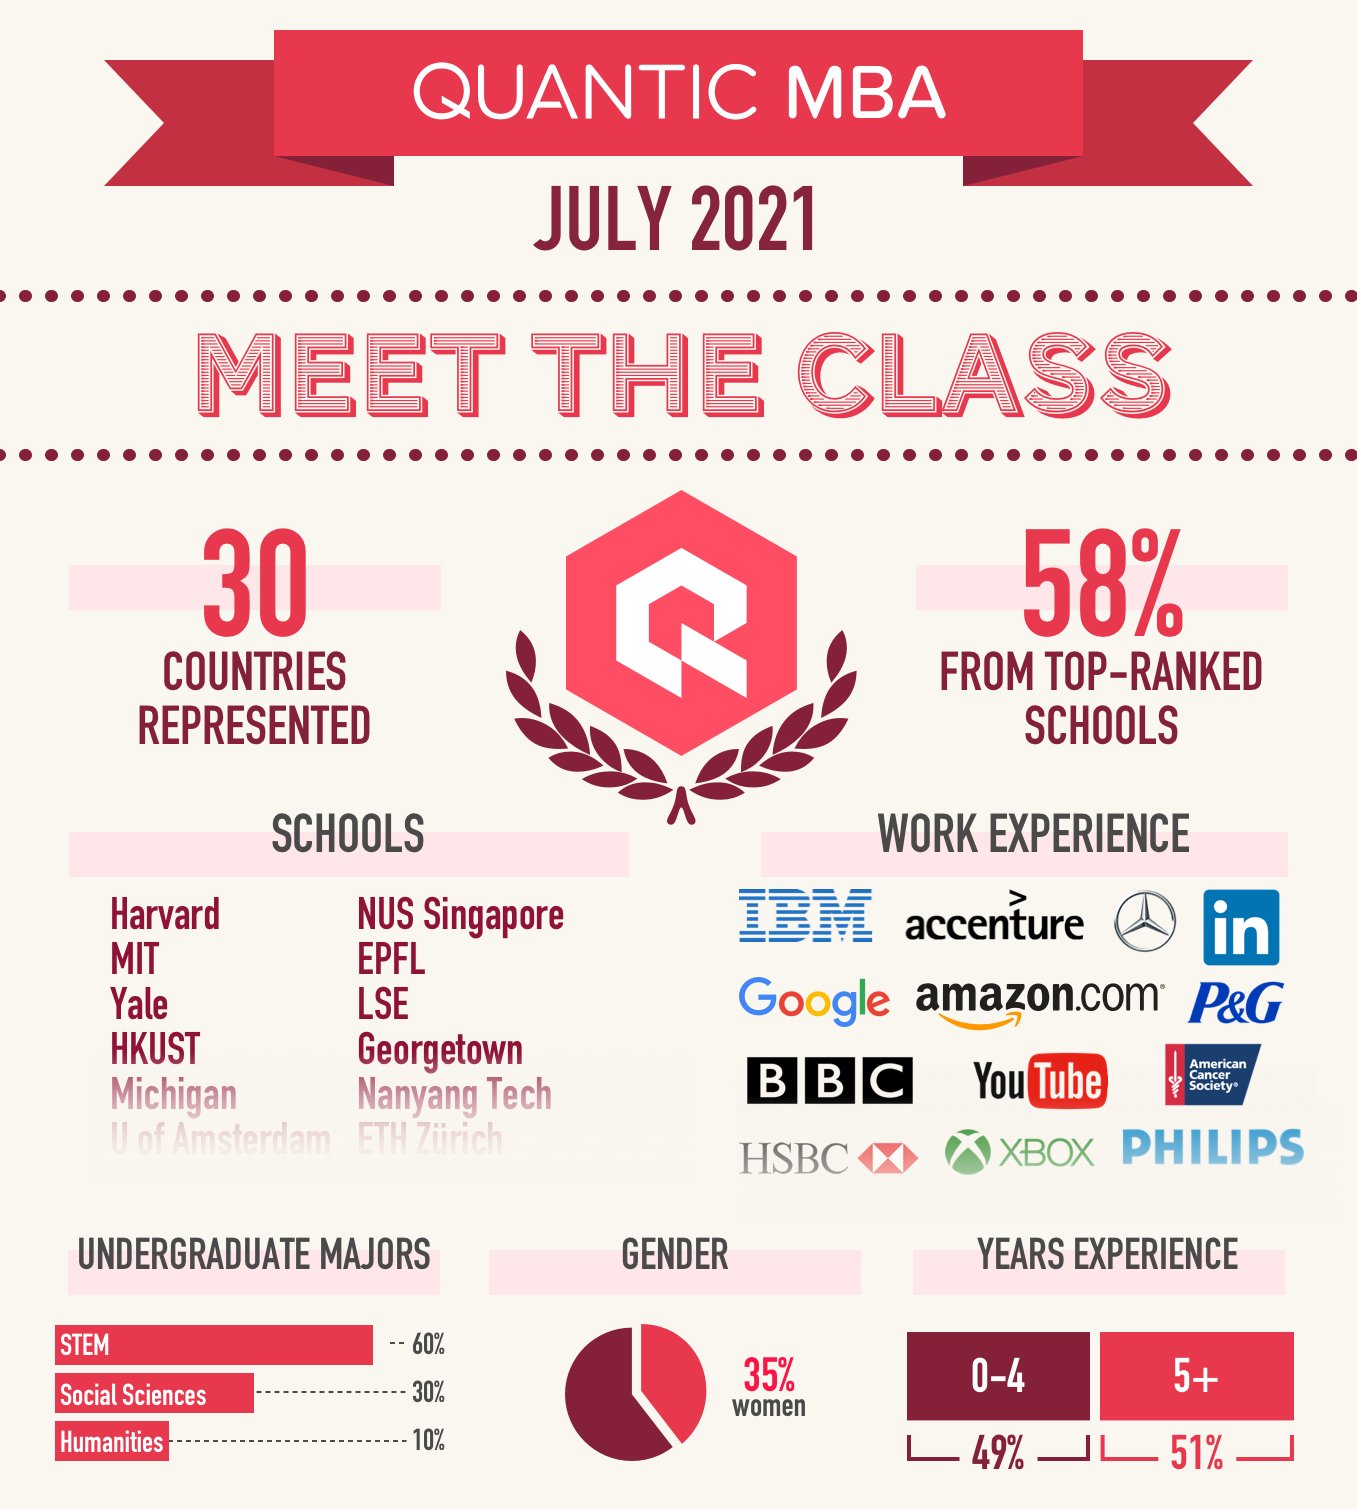 QUANTIC MBA
JULY 2021
MEET THE CLASS
30
COUNTRIES
REPRESENTED
58%
FROM TOP-RANKED
SCHOOLS
SCHOOLS
Harvard
MIT
Yale
HKUST
Michigan
U of Amsterdam
NUS Singapore
EPFL
LSE
Georgetown
Nanyang Tech
ETH Zürich
WORK EXPERIENCE
IBM
accenture
in
Google
amazon.com
P&G
BBC
YouTube
American
Cancer
Society®
HSBC
XBOX
PHILIPS
UNDERGRADUATE MAJORS
STEM 60%
Social Sciences 30%
Humanities 10%
GENDER
35%
women
YEARS EXPERIENCE
0-4
49%
5+
51%